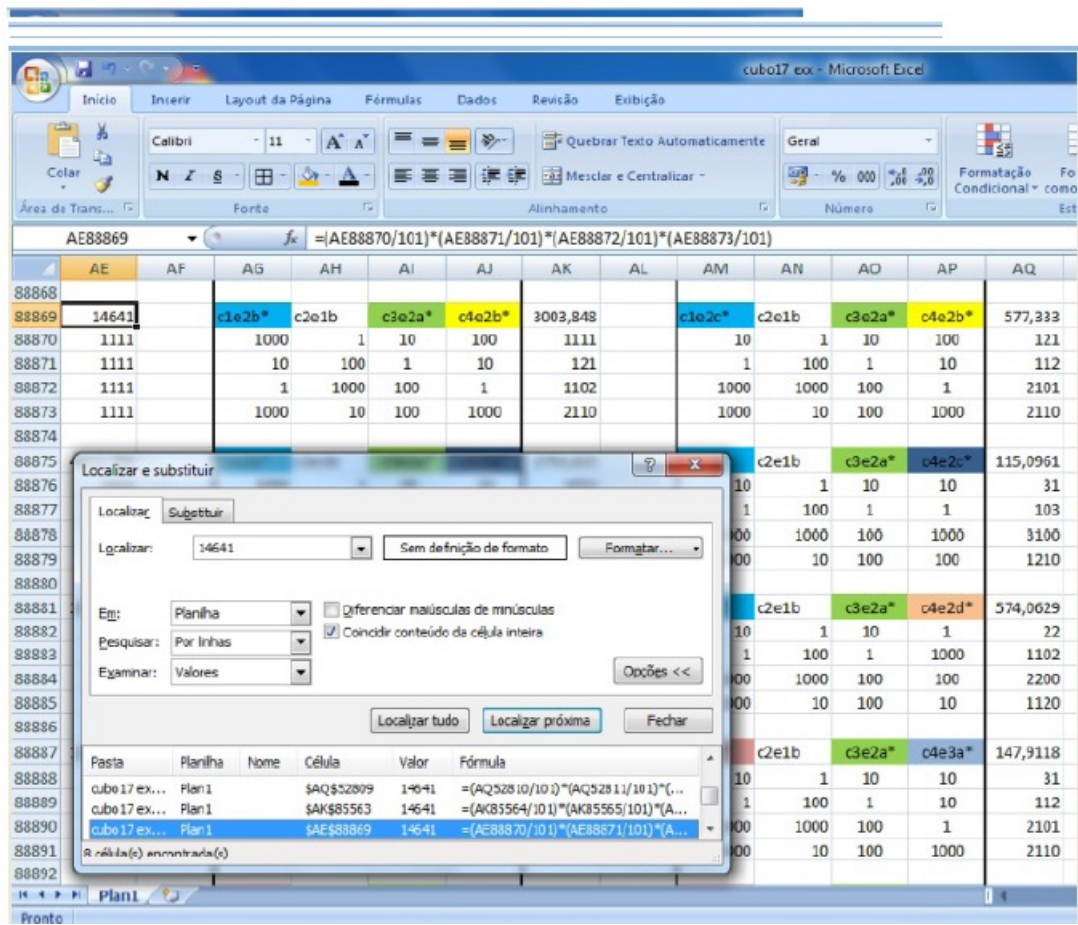 cubo17 exx - Microsoft Excel
Início Inserir Layout da Página Fórmulas Dados Revisão Exibição
Colar
Calibri 11 A A
Quebrar Texto Automaticamente
Geral
N I S A
Mesclar e Centralizar
% 000 ,00 ,0
Formatação Condicional
Área de Trans... Fonte Alinhamento Número Est
AE88869 fx =(AE88870/101)*(AE88871/101)*(AE88872/101)*(AE88873/101)
AE AF AG AH AI AJ AK AL AM AN AO AP AQ
88868
88869 14641 c1e2b* c2e1b c3e2a* c4e2b* 3003,848 c1e2c* c2e1b c3e2a* c4e2b* 577,333
88870 1111 1000 1 10 100 1111 10 1 10 100 121
88871 1111 10 100 1 10 121 1 100 1 10 112
88872 1111 1 1000 100 1 1102 1000 1000 100 1 2101
88873 1111 1000 10 100 1000 2110 1000 10 100 1000 2110
88874
88875 c2e1b c3e2a* c4e2c* 115,0961
88876 10 1 10 10 31
88877 1 100 1 1 103
88878 000 1000 100 1000 3100
88879 00 10 100 100 1210
88880
88881 c2e1b c3e2a* c4e2d* 574,0629
88882 10 1 10 1 22
88883 1 100 1 1000 1102
88884 000 1000 100 100 2200
88885 00 10 100 10 1120
88886
88887 c2e1b c3e2a* c4e3a* 147,9118
88888 10 1 10 10 31
88889 1 100 1 10 112
88890 000 1000 100 1 2101
88891 00 10 100 1000 2110
88892
Localizar e substituir
Localizar Substituir
Localizar: 14641 Sem definição de formato Formatar...
Em: Planilha Diferenciar maiúsculas de minúsculas
Pesquisar: Por linhas Coincidir conteúdo da célula inteira
Examinar: Valores Opções <<
Localizar tudo Localizar próxima Fechar
Pasta Planilha Nome Célula Valor Fórmula
cubo17 ex... Plan1 $AQ$52809 14641 =(AQ52810/101)*(AQ52811/101)*(...
cubo17 ex... Plan1 $AK$85563 14641 =(AK85564/101)*(AK85565/101)*(A...
cubo17 ex... Plan1 $AE$88869 14641 =(AE88870/101)*(AE88871/101)*(A...
8 célula(s) encontrada(s)
Plan1
Pronto